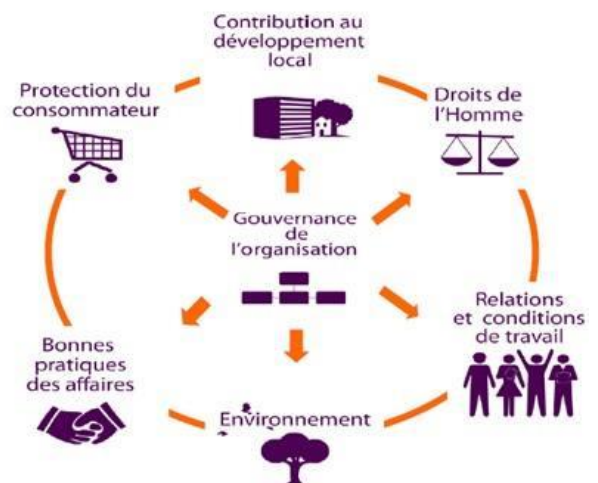 Contribution au
développement
local
Protection du
consommateur
Droits de
l'Homme
Gouvernance
de
l'organisation
Relations
et conditions
de travail
Bonnes
pratiques
des affaires
Environnement